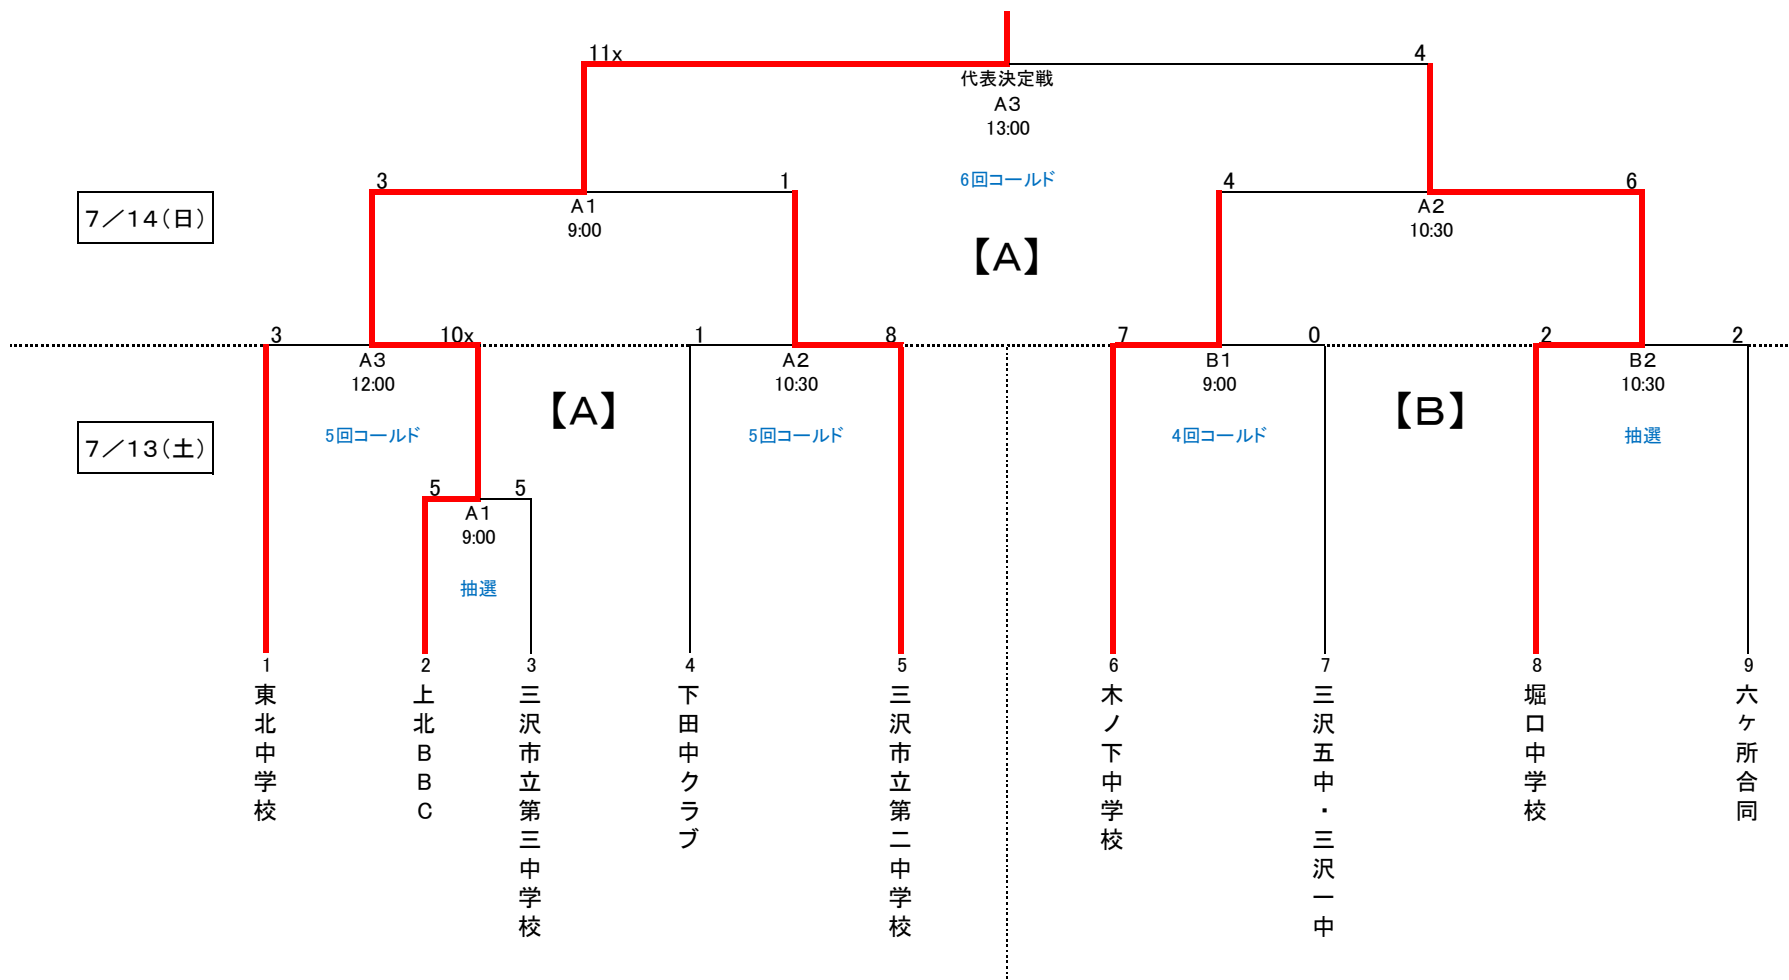 11x
4
代表決定戦
A3
13:00
6回コールド
3
1
4
6
7／14(日)
A1
9:00
A2
10:30
【A】
3
10x
1
8
7
0
2
2
A3
12:00
A2
10:30
B1
9:00
B2
10:30
【A】
【B】
5回コールド
5回コールド
4回コールド
抽選
7／13(土)
5
5
A1
9:00
抽選
1
2
3
4
5
6
7
8
9
東北中学校
上北BBC
三沢市立第三中学校
下田中クラブ
三沢市立第二中学校
木ノ下中学校
三沢五中・三沢一中
堀口中学校
六ヶ所合同